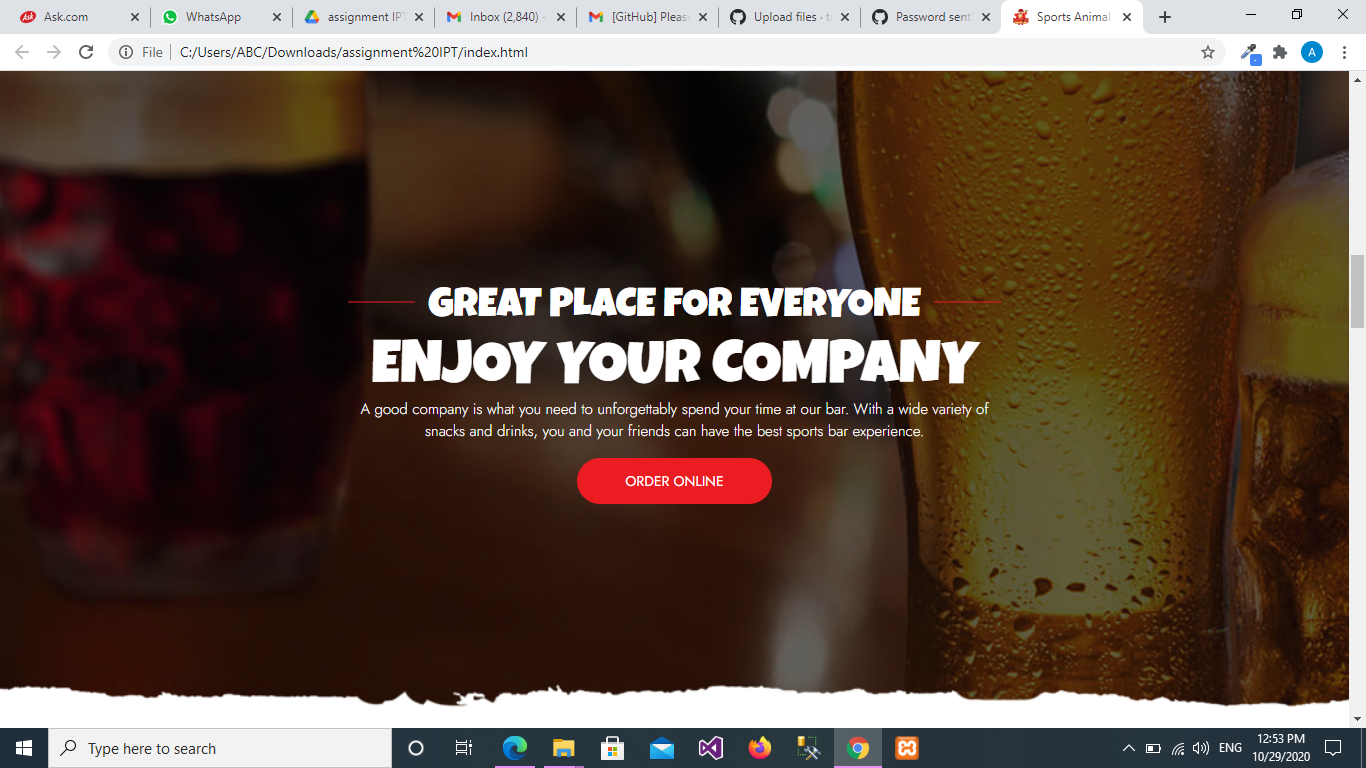 Ask.com
WhatsApp
assignment IPT
Inbox (2,840) -
[GitHub] Pleas
Upload files · t
Password sent
Sports Animal
File
C:/Users/ABC/Downloads/assignment%20IPT/index.html
A
GREAT PLACE FOR EVERYONE
ENJOY YOUR COMPANY
A good company is what you need to unforgettably spend your time at our bar. With a wide variety of
snacks and drinks, you and your friends can have the best sports bar experience.
ORDER ONLINE
Type here to search
ENG
12:53 PM
10/29/2020